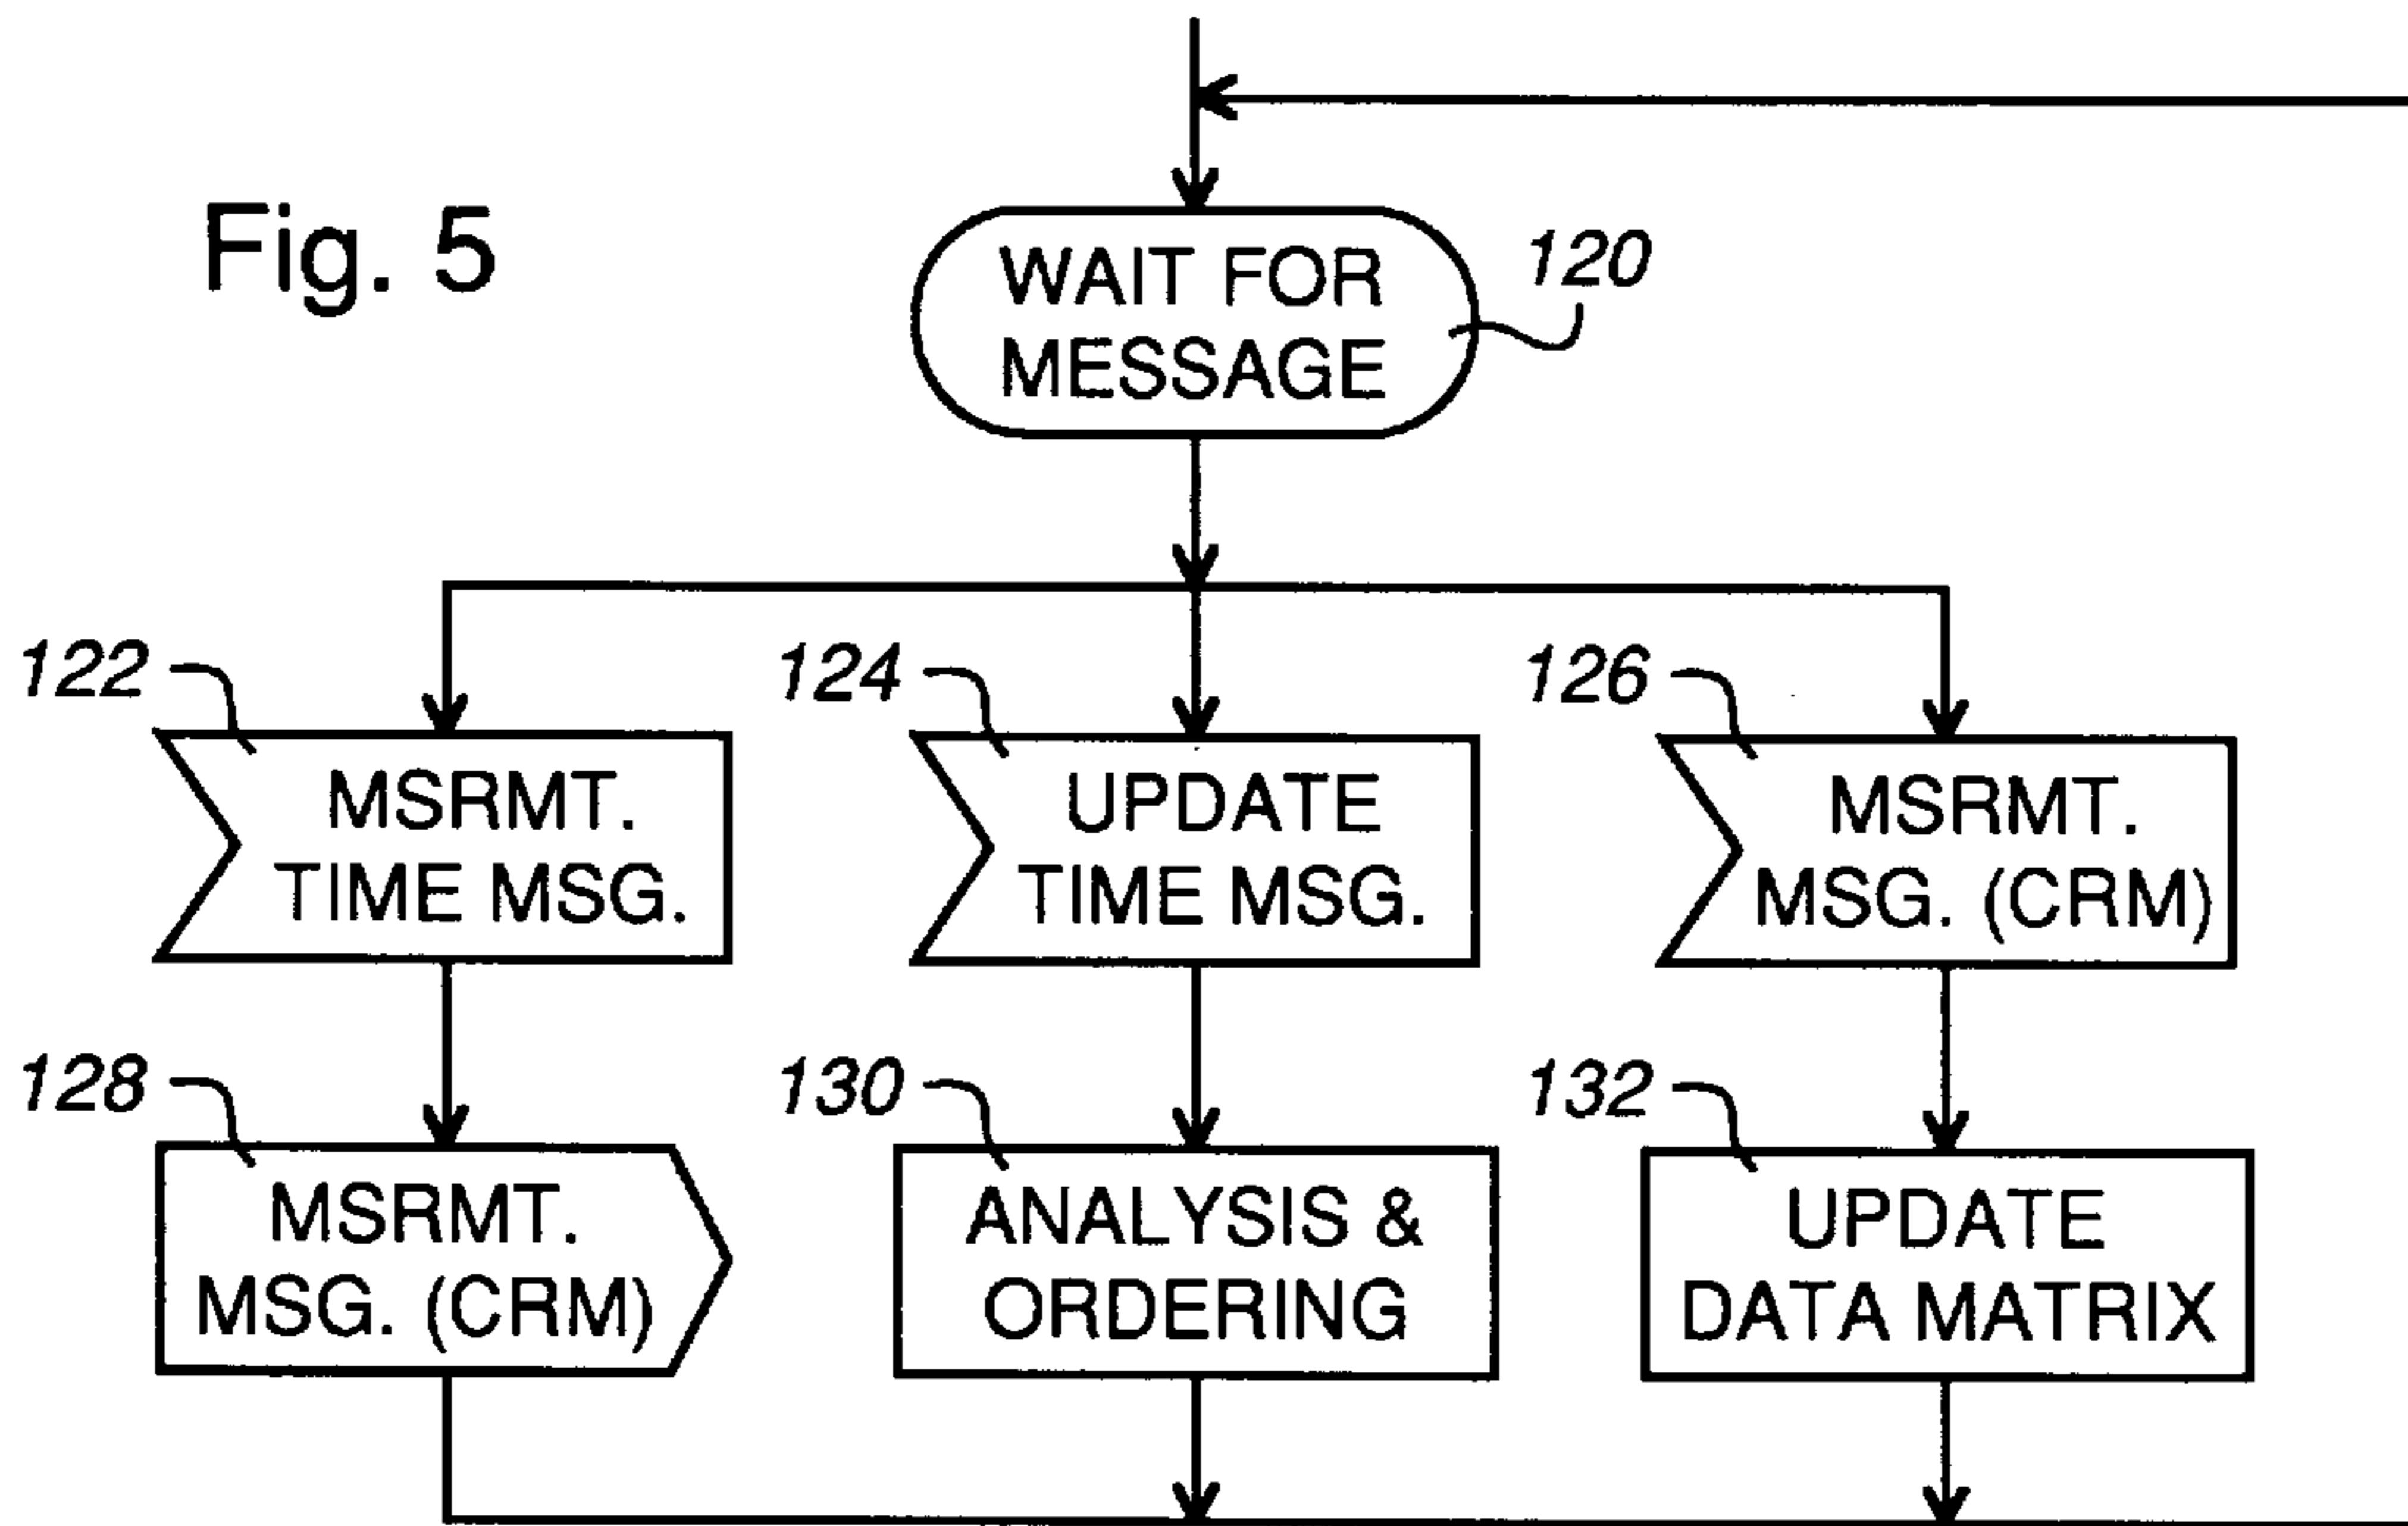 Fig. 5
WAIT FOR
MESSAGE
120
122
124
126
MSRMT.
TIME MSG.
UPDATE
TIME MSG.
MSRMT.
MSG. (CRM)
128
130
132
MSRMT.
MSG. (CRM)
ANALYSIS &
ORDERING
UPDATE
DATA MATRIX